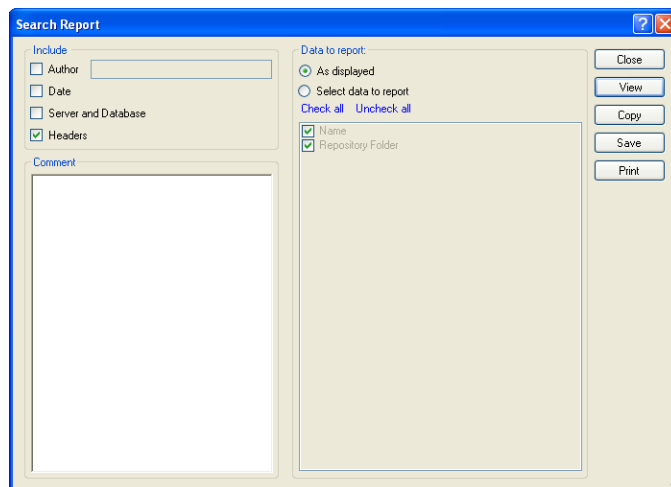 Search Report
Include
Author
Date
Server and Database
Headers
Comment
Data to report:
As displayed
Select data to report
Check all Uncheck all
Name
Repository Folder
Close
View
Copy
Save
Print